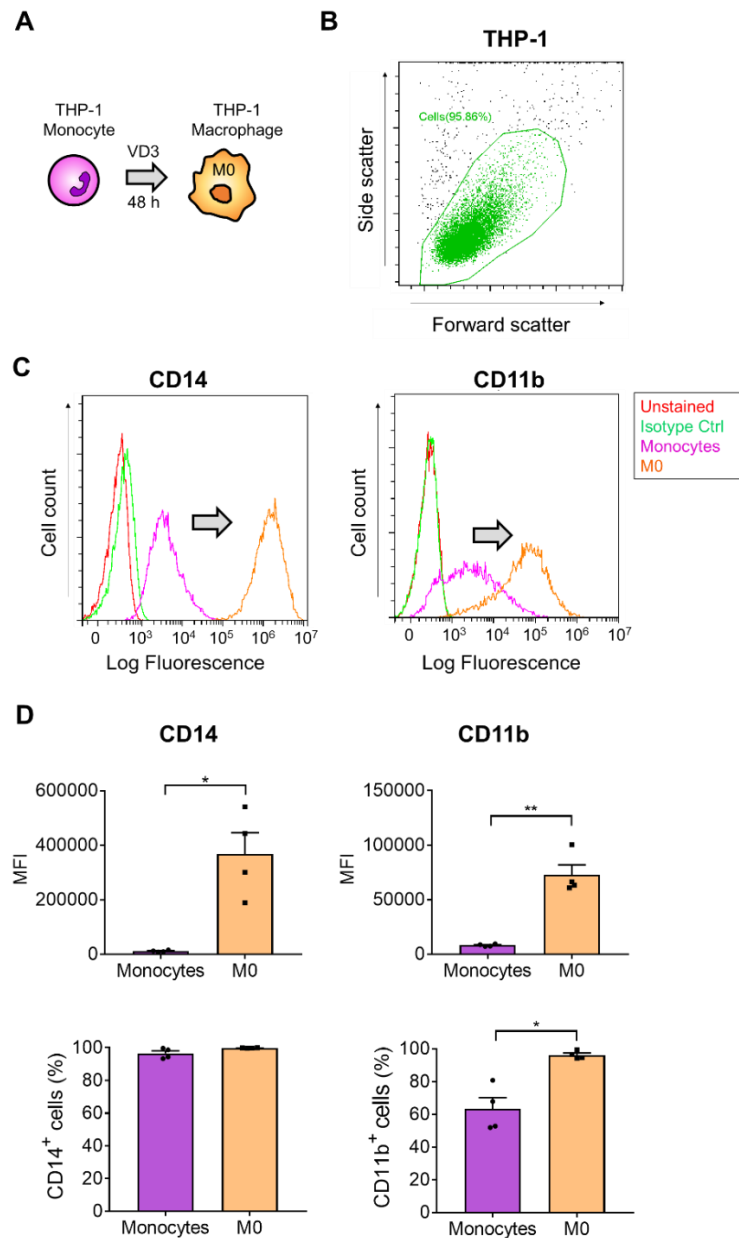 A
THP-1
Monocyte
VD3
48 h
THP-1
Macrophage
M0
B
THP-1
Cells(95.86%)
Side scatter
Forward scatter
C
CD14
Cell count
0 10³ 10⁴ 10⁵ 10⁶ 10⁷
Log Fluorescence
CD11b
Cell count
0 10³ 10⁴ 10⁵ 10⁶ 10⁷
Log Fluorescence
Unstained
Isotype Ctrl
Monocytes
M0
D
CD14
MFI
600000
400000
200000
0
*
Monocytes M0
CD11b
MFI
150000
100000
50000
0
**
Monocytes M0
CD14⁺ cells (%)
100
80
60
40
20
0
Monocytes M0
CD11b⁺ cells (%)
100
80
60
40
20
0
*
Monocytes M0